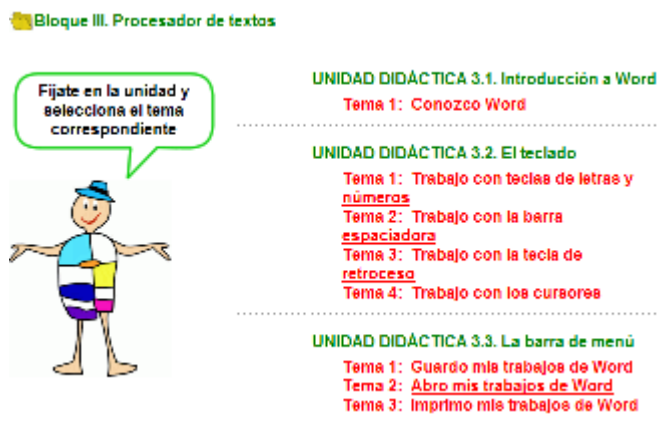 Bloque III. Procesador de textos
Fijate en la unidad y
selecciona el tema
correspondiente
UNIDAD DIDÁCTICA 3.1. Introducción a Word
Tema 1: Conozco Word
UNIDAD DIDÁCTICA 3.2. El teclado
Tema 1: Trabajo con teclas de letras y
números
Tema 2: Trabajo con la barra
espaciadora
Tema 3: Trabajo con la tecla de
retroceso
Tema 4: Trabajo con los cursores
UNIDAD DIDÁCTICA 3.3. La barra de menú
Tema 1: Guardo mis trabajos de Word
Tema 2: Abro mis trabajos de Word
Tema 3: Imprimo mis trabajos de Word